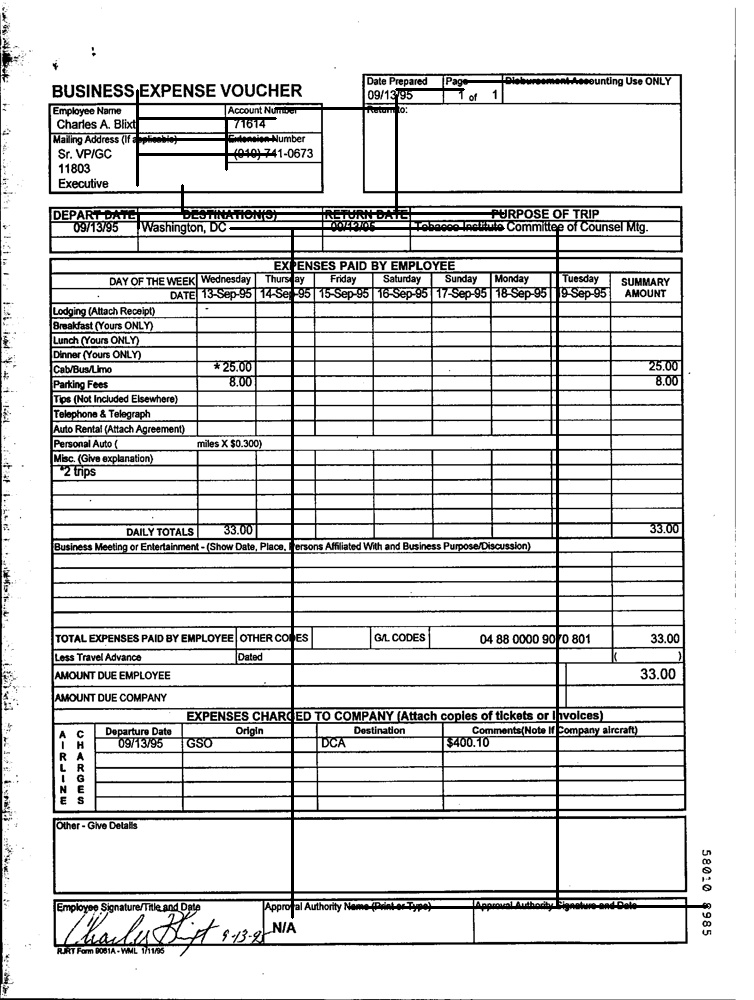 BUSINESS EXPENSE VOUCHER
Date Prepared Page Disbursement Accounting Use ONLY
09/13/95 1 of 1
Employee Name Account Number Return to:
Charles A. Blixt 71614
Mailing Address (If applicable) Extension Number
Sr. VP/GC (910) 741-0673
11803
Executive
DEPART DATE DESTINATION(S) RETURN DATE PURPOSE OF TRIP
09/13/95 Washington, DC 09/13/95 Tobacco Institute Committee of Counsel Mtg.
EXPENSES PAID BY EMPLOYEE
DAY OF THE WEEK Wednesday Thursday Friday Saturday Sunday Monday Tuesday SUMMARY
DATE 13-Sep-95 14-Sep-95 15-Sep-95 16-Sep-95 17-Sep-95 18-Sep-95 19-Sep-95 AMOUNT
Lodging (Attach Receipt)
Breakfast (Yours ONLY)
Lunch (Yours ONLY)
Dinner (Yours ONLY)
Cab/Bus/Limo *25.00 25.00
Parking Fees 8.00 8.00
Tips (Not Included Elsewhere)
Telephone & Telegraph
Auto Rental (Attach Agreement)
Personal Auto ( miles X $0.300)
Misc. (Give explanation)
*2 trips
DAILY TOTALS 33.00 33.00
Business Meeting or Entertainment - (Show Date, Place, Persons Affiliated With and Business Purpose/Discussion)
TOTAL EXPENSES PAID BY EMPLOYEE OTHER CODES G/L CODES 04 88 0000 9070 801 33.00
Less Travel Advance Dated ( )
AMOUNT DUE EMPLOYEE 33.00
AMOUNT DUE COMPANY
EXPENSES CHARGED TO COMPANY (Attach copies of tickets or Invoices)
AIRLINE CHARGES
Departure Date Origin Destination Comments(Note If Company aircraft)
09/13/95 GSO DCA $400.10
Other - Give Details
Employee Signature/Title and Date Approval Authority Name (Print or Type) Approval Authority Signature and Date
Charles Blixt 9-13-95 N/A
RJRT Form 9081A - WML 1/11/95
58010 8985